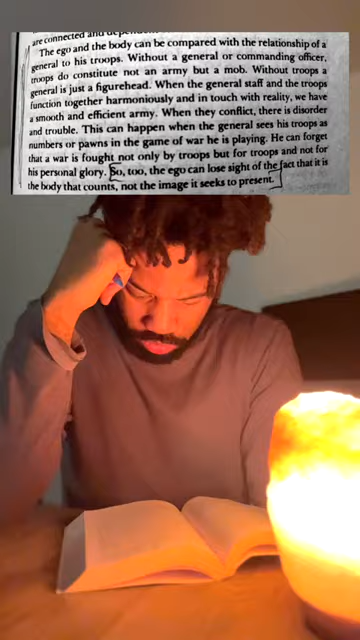 are connected and
The ego and the body can be compared with the relationship of a
general to his troops. Without a general or commanding officer,
troops do constitute not an army but a mob. Without troops a
general is just a figurehead. When the general staff and the troops
function together harmoniously and in touch with reality, we have
a smooth and efficient army. When they conflict, there is disorder
and trouble. This can happen when the general sees his troops as
numbers or pawns in the game of war he is playing. He can forget
that a war is fought not only by troops but for troops and not for
his personal glory. So, too, the ego can lose sight of the fact that it is
the body that counts, not the image it seeks to present.